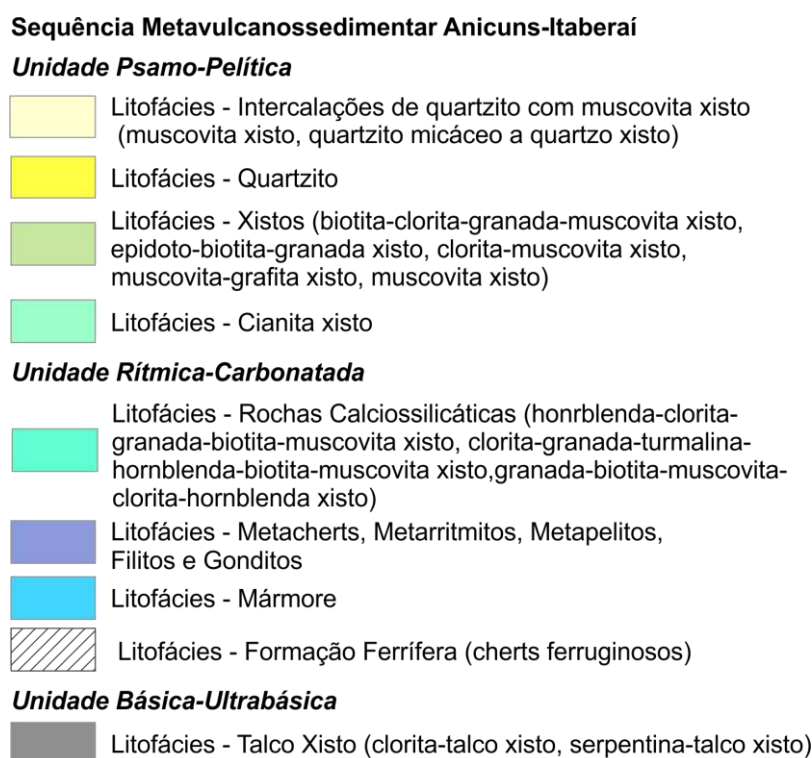 Sequência Metavulcanossedimentar Anicuns-Itaberaí
Unidade Psamo-Pelítica
Litofácies - Intercalações de quartzito com muscovita xisto
(muscovita xisto, quartzito micáceo a quartzo xisto)
Litofácies - Quartzito
Litofácies - Xistos (biotita-clorita-granada-muscovita xisto,
epidoto-biotita-granada xisto, clorita-muscovita xisto,
muscovita-grafita xisto, muscovita xisto)
Litofácies - Cianita xisto
Unidade Rítmica-Carbonatada
Litofácies - Rochas Calciossilicáticas (honrblenda-clorita-
granada-biotita-muscovita xisto, clorita-granada-turmalina-
hornblenda-biotita-muscovita xisto,granada-biotita-muscovita-
clorita-hornblenda xisto)
Litofácies - Metacherts, Metarritmitos, Metapelitos,
Filitos e Gonditos
Litofácies - Mármore
Litofácies - Formação Ferrífera (cherts ferruginosos)
Unidade Básica-Ultrabásica
Litofácies - Talco Xisto (clorita-talco xisto, serpentina-talco xisto)